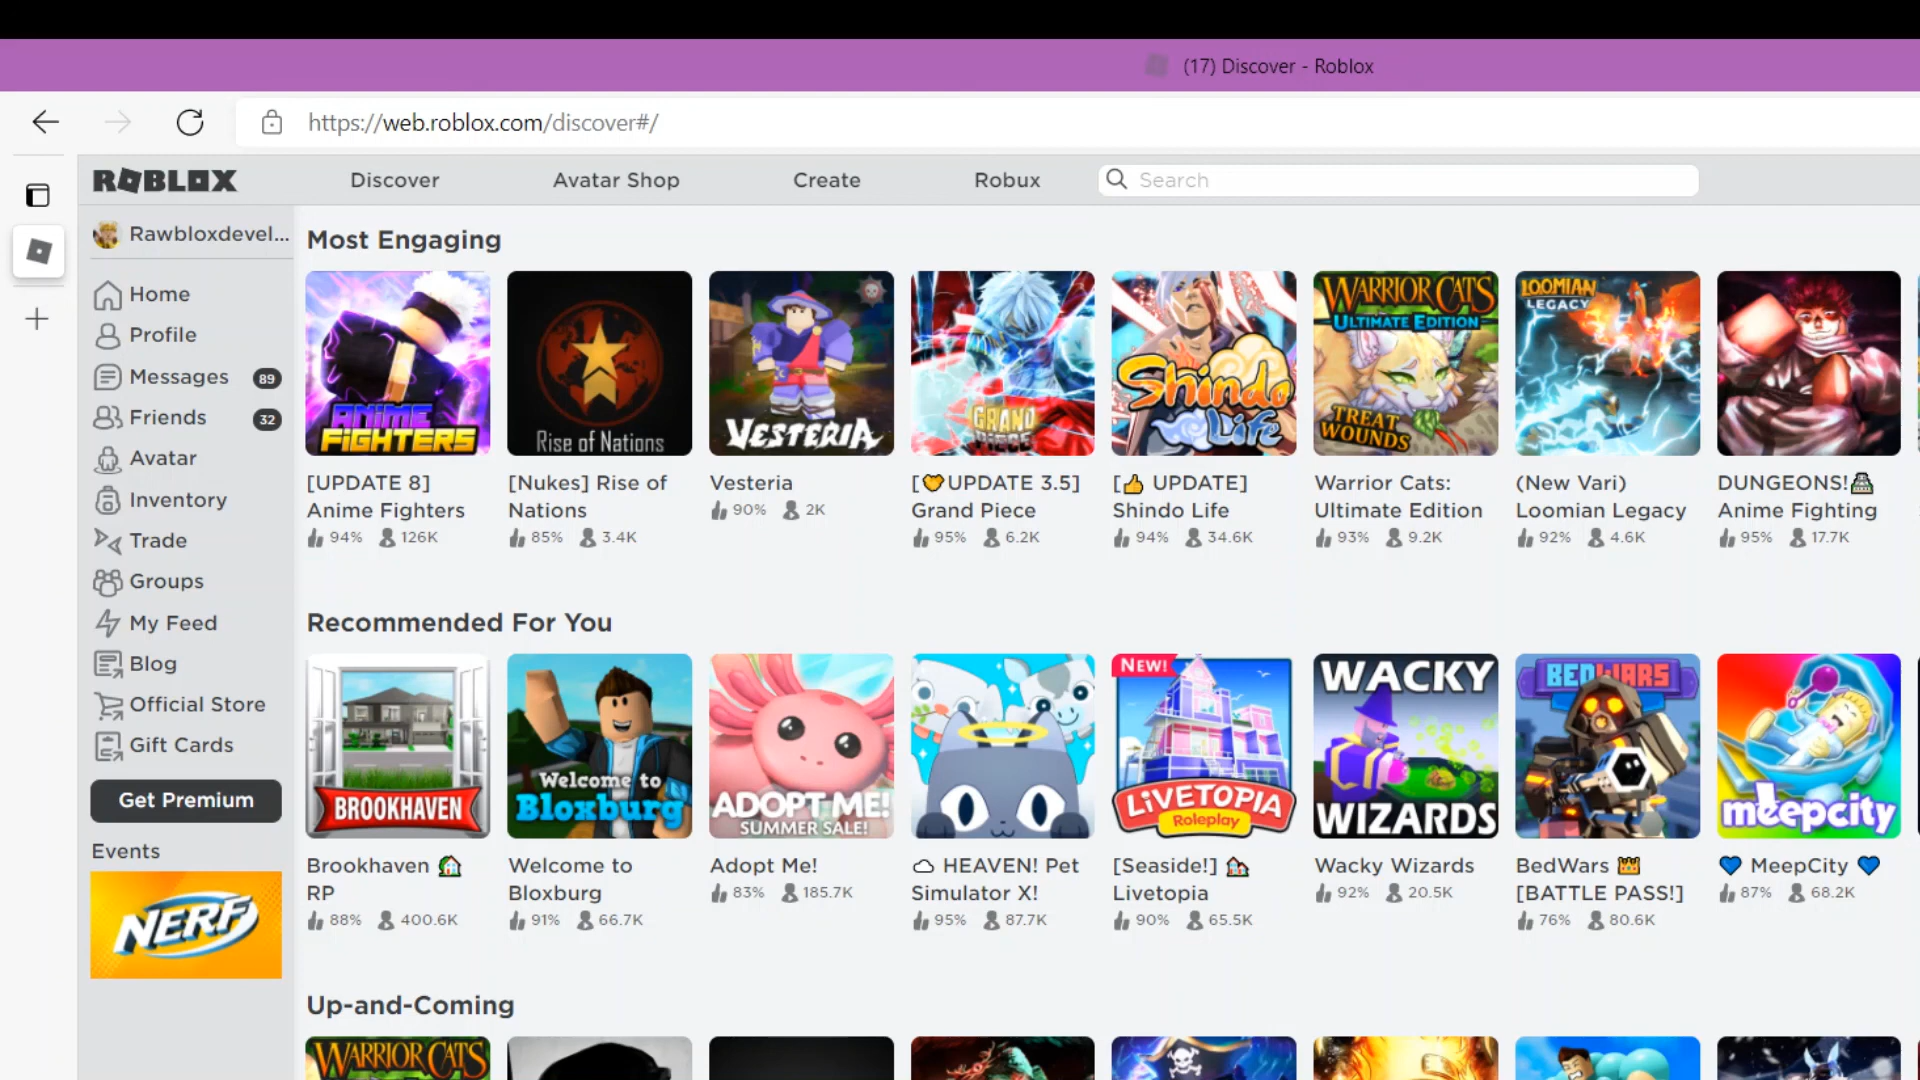 (17) Discover - Roblox
https://web.roblox.com/discover#/
ROBLOX
Discover
Avatar Shop
Create
Robux
Search
Rawbloxdevel...
Home
Profile
Messages 89
Friends 32
Avatar
Inventory
Trade
Groups
My Feed
Blog
Official Store
Gift Cards
Get Premium
Events
NERF
Most Engaging
ANIME
FIGHTERS
Rise of Nations
VESTERIA
GRAND
PIECE
Shindo
Life
WARRIOR CATS
ULTIMATE EDITION
TREAT
WOUNDS
LOOMIAN
LEGACY
[UPDATE 8]
Anime Fighters
94% 126K
[Nukes] Rise of
Nations
85% 3.4K
Vesteria
90% 2K
[🧡UPDATE 3.5]
Grand Piece
95% 6.2K
[👍 UPDATE]
Shindo Life
94% 34.6K
Warrior Cats:
Ultimate Edition
93% 9.2K
(New Vari)
Loomian Legacy
92% 4.6K
DUNGEONS!🏯
Anime Fighting
95% 17.7K
Recommended For You
BROOKHAVEN
Welcome to
Bloxburg
ADOPT ME!
SUMMER SALE!
NEW!
LIVETOPIA
Roleplay
WACKY
WIZARDS
BEDWARS
meepcity
Brookhaven 🏡
RP
88% 400.6K
Welcome to
Bloxburg
91% 66.7K
Adopt Me!
83% 185.7K
☁ HEAVEN! Pet
Simulator X!
95% 87.7K
[Seaside!] 🏠
Livetopia
90% 65.5K
Wacky Wizards
92% 20.5K
BedWars 👑
[BATTLE PASS!]
76% 80.6K
💙 MeepCity 💙
87% 68.2K
Up-and-Coming
WARRIOR CATS